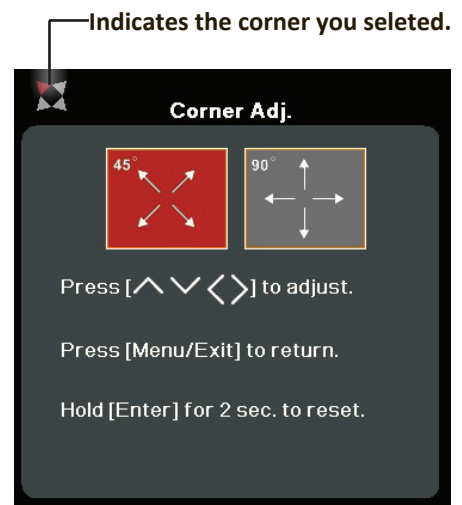 Indicates the corner you seleted.
Corner Adj.
45° 90°
Press [︿﹀〈〉] to adjust.
Press [Menu/Exit] to return.
Hold [Enter] for 2 sec. to reset.